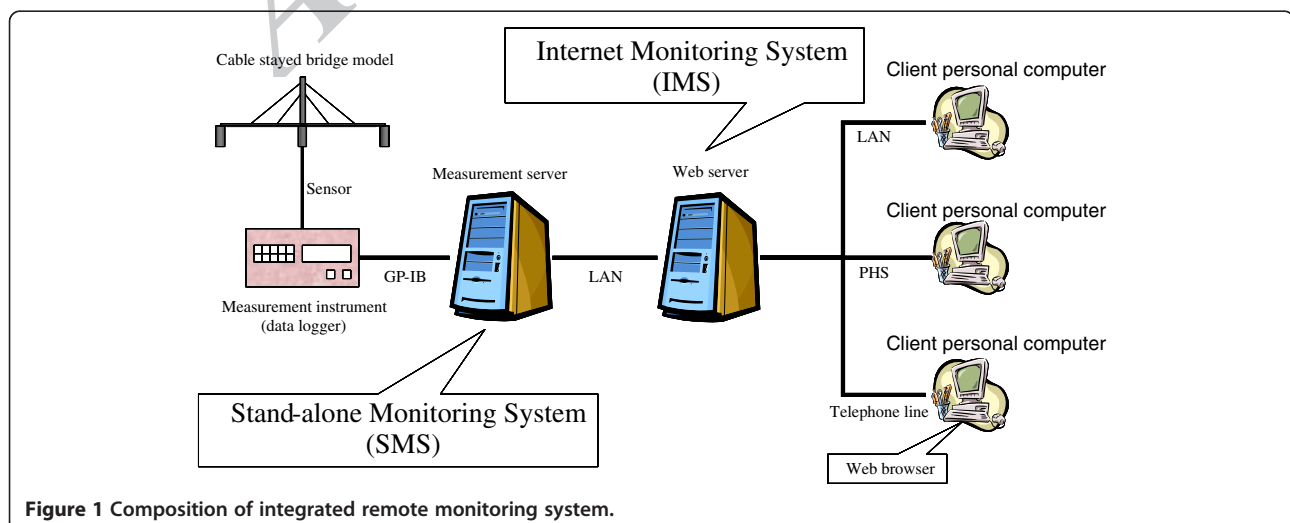 Cable stayed bridge model
Internet Monitoring System
(IMS)
Client personal computer
LAN
Sensor
Measurement server
Web server
Client personal computer
GP-IB
LAN
PHS
Measurement instrument
(data logger)
Client personal computer
Stand-alone Monitoring System
(SMS)
Telephone line
Web browser
Figure 1 Composition of integrated remote monitoring system.